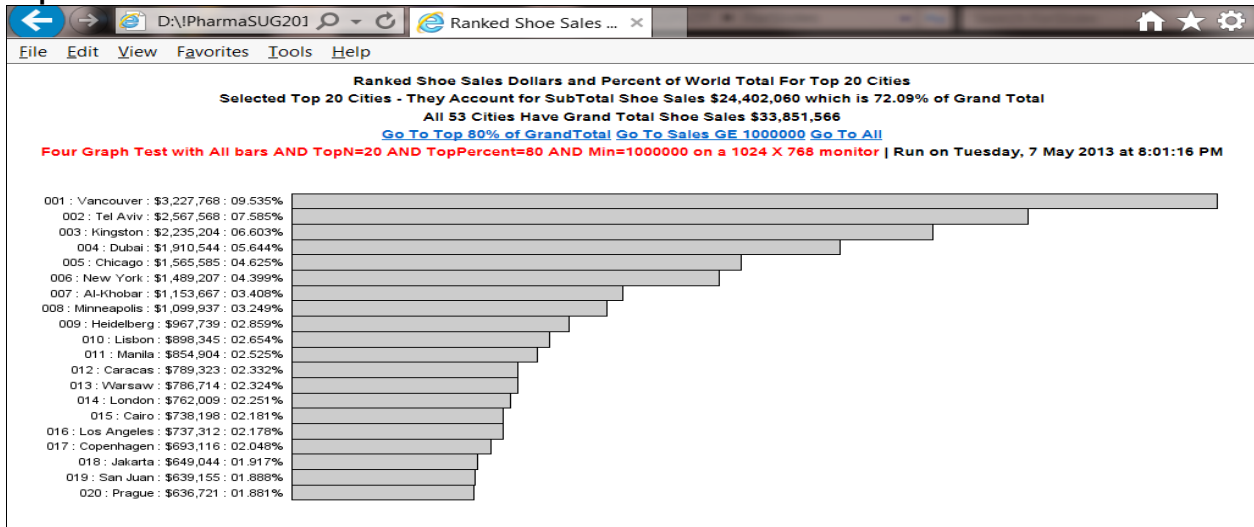 D:\!PharmaSUG201
Ranked Shoe Sales ...
File Edit View Favorites Tools Help
Ranked Shoe Sales Dollars and Percent of World Total For Top 20 Cities
Selected Top 20 Cities - They Account for SubTotal Shoe Sales $24,402,060 which is 72.09% of Grand Total
All 53 Cities Have Grand Total Shoe Sales $33,851,566
Go To Top 80% of GrandTotal Go To Sales GE 1000000 Go To All
Four Graph Test with All bars AND TopN=20 AND TopPercent=80 AND Min=1000000 on a 1024 X 768 monitor | Run on Tuesday, 7 May 2013 at 8:01:16 PM
001 : Vancouver : $3,227,768 : 09.535%
002 : Tel Aviv : $2,567,568 : 07.585%
003 : Kingston : $2,235,204 : 06.603%
004 : Dubai : $1,910,544 : 05.644%
005 : Chicago : $1,565,585 : 04.625%
006 : New York : $1,489,207 : 04.399%
007 : Al-Khobar : $1,153,667 : 03.408%
008 : Minneapolis : $1,099,937 : 03.249%
009 : Heidelberg : $967,739 : 02.859%
010 : Lisbon : $898,345 : 02.654%
011 : Manila : $854,904 : 02.525%
012 : Caracas : $789,323 : 02.332%
013 : Warsaw : $786,714 : 02.324%
014 : London : $762,009 : 02.251%
015 : Cairo : $738,198 : 02.181%
016 : Los Angeles : $737,312 : 02.178%
017 : Copenhagen : $693,116 : 02.048%
018 : Jakarta : $649,044 : 01.917%
019 : San Juan : $639,155 : 01.888%
020 : Prague : $636,721 : 01.881%